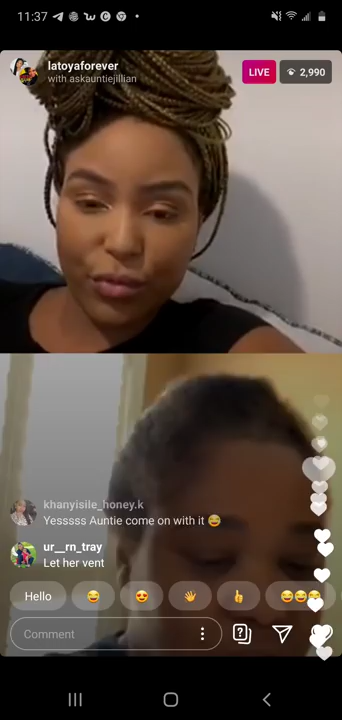 11:37
latoyaforever
with askauntiejillian
LIVE
2,990
khanyisile_honey.k
Yesssss Auntie come on with it 😂
ur__rn_tray
Let her vent
Hello 😂 😍 👋 👍 😂😂😂
Comment